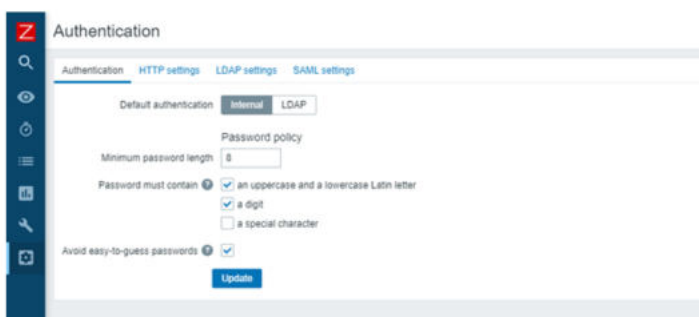 Z
Authentication
Authentication HTTP settings LDAP settings SAML settings
Default authentication Internal LDAP
Password policy
Minimum password length 8
Password must contain ? an uppercase and a lowercase Latin letter
a digit
a special character
Avoid easy-to-guess passwords ?
Update